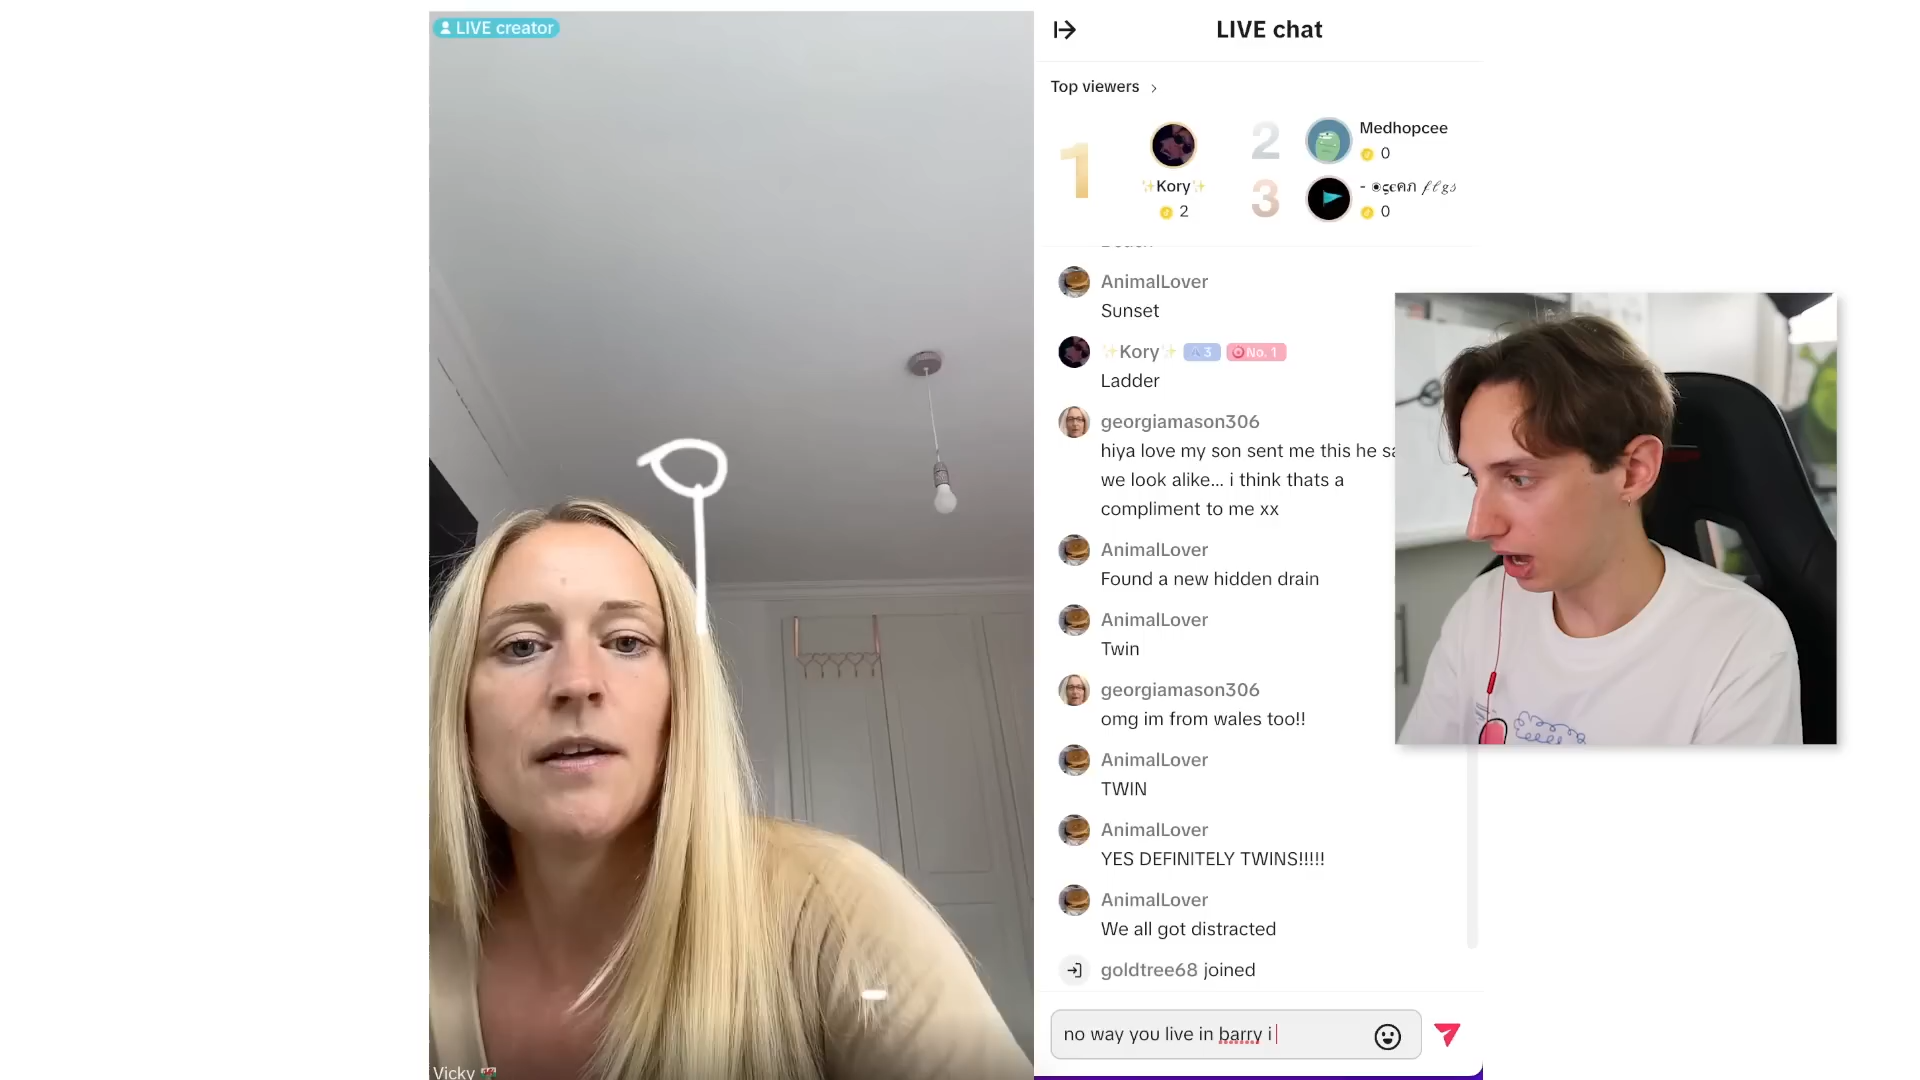 LIVE creator
LIVE chat
Top viewers
1
✨Kory✨
2
2
Medhopcee
0
3
0
AnimalLover
Sunset
✨Kory✨ 3 No. 1
Ladder
georgiamason306
hiya love my son sent me this he
we look alike... i think thats a
compliment to me xx
AnimalLover
Found a new hidden drain
AnimalLover
Twin
georgiamason306
omg im from wales too!!
AnimalLover
TWIN
AnimalLover
YES DEFINITELY TWINS!!!!!
AnimalLover
We all got distracted
goldtree68 joined
no way you live in barry i
Vicky